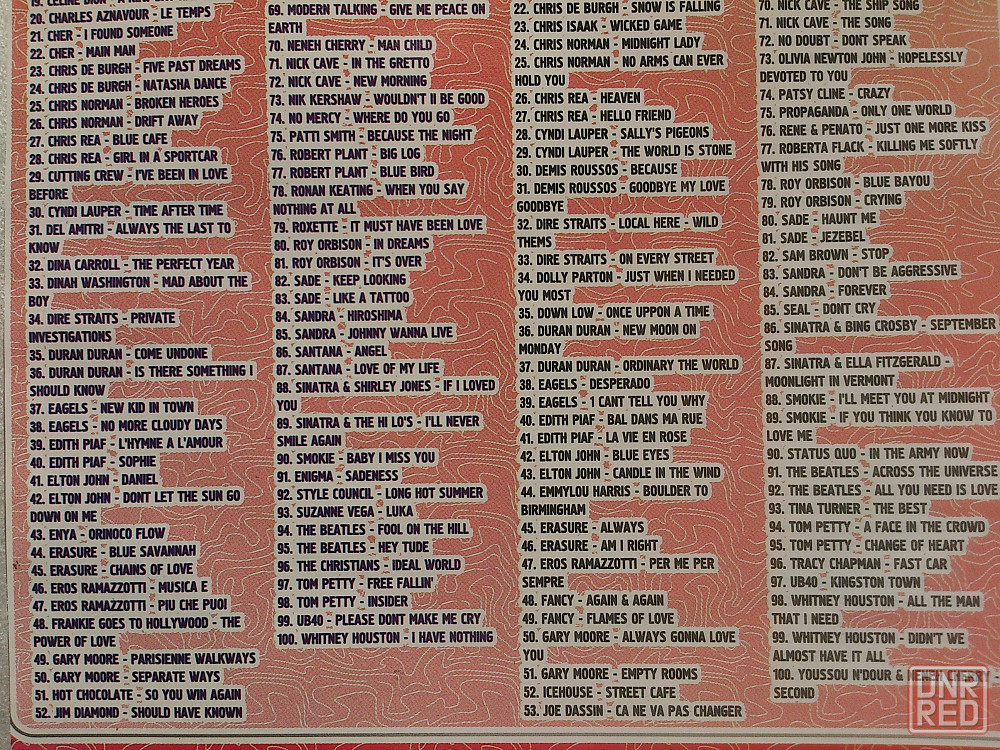 19. CELINE DION - A NEW DAY HAS
20. CHARLES AZNAVOUR - LE TEMPS
21. CHER - I FOUND SOMEONE
22. CHER - MAIN MAN
23. CHRIS DE BURGH - FIVE PAST DREAMS
24. CHRIS DE BURGH - NATASHA DANCE
25. CHRIS NORMAN - BROKEN HEROES
26. CHRIS NORMAN - DRIFT AWAY
27. CHRIS REA - BLUE CAFE
28. CHRIS REA - GIRL IN A SPORTCAR
29. CUTTING CREW - I'VE BEEN IN LOVE
BEFORE
30. CYNDI LAUPER - TIME AFTER TIME
31. DEL AMITRI - ALWAYS THE LAST TO
KNOW
32. DINA CARROLL - THE PERFECT YEAR
33. DINAH WASHINGTON - MAD ABOUT THE
BOY
34. DIRE STRAITS - PRIVATE
INVESTIGATIONS
35. DURAN DURAN - COME UNDONE
36. DURAN DURAN - IS THERE SOMETHING I
SHOULD KNOW
37. EAGELS - NEW KID IN TOWN
38. EAGELS - NO MORE CLOUDY DAYS
39. EDITH PIAF - L'HYMNE A L'AMOUR
40. EDITH PIAF - SOPHIE
41. ELTON JOHN - DANIEL
42. ELTON JOHN - DONT LET THE SUN GO
DOWN ON ME
43. ENYA - ORINOCO FLOW
44. ERASURE - BLUE SAVANNAH
45. ERASURE - CHAINS OF LOVE
46. EROS RAMAZZOTTI - MUSICA E
47. EROS RAMAZZOTTI - PIU CHE PUOI
48. FRANKIE GOES TO HOLLYWOOD - THE
POWER OF LOVE
49. GARY MOORE - PARISIENNE WALKWAYS
50. GARY MOORE - SEPARATE WAYS
51. HOT CHOCOLATE - SO YOU WIN AGAIN
52. JIM DIAMOND - SHOULD HAVE KNOWN
69. MODERN TALKING - GIVE ME PEACE ON
EARTH
70. NENEH CHERRY - MAN CHILD
71. NICK CAVE - IN THE GRETTO
72. NICK CAVE - NEW MORNING
73. NIK KERSHAW - WOULDN'T II BE GOOD
74. NO MERCY - WHERE DO YOU GO
75. PATTI SMITH - BECAUSE THE NIGHT
76. ROBERT PLANT - BIG LOG
77. ROBERT PLANT - BLUE BIRD
78. RONAN KEATING - WHEN YOU SAY
NOTHING AT ALL
79. ROXETTE - IT MUST HAVE BEEN LOVE
80. ROY ORBISON - IN DREAMS
81. ROY ORBISON - IT'S OVER
82. SADE - KEEP LOOKING
83. SADE - LIKE A TATTOO
84. SANDRA - HIROSHIMA
85. SANDRA - JOHNNY WANNA LIVE
86. SANTANA - ANGEL
87. SANTANA - LOVE OF MY LIFE
88. SINATRA & SHIRLEY JONES - IF I LOVED
YOU
89. SINATRA & THE HI LO'S - I'LL NEVER
SMILE AGAIN
90. SMOKIE - BABY I MISS YOU
91. ENIGMA - SADENESS
92. STYLE COUNCIL - LONG HOT SUMMER
93. SUZANNE VEGA - LUKA
94. THE BEATLES - FOOL ON THE HILL
95. THE BEATLES - HEY TUDE
96. THE CHRISTIANS - IDEAL WORLD
97. TOM PETTY - FREE FALLIN'
98. TOM PETTY - INSIDER
99. UB40 - PLEASE DONT MAKE ME CRY
100. WHITNEY HOUSTON - I HAVE NOTHING
22. CHRIS DE BURGH - SNOW IS FALLING
23. CHRIS ISAAK - WICKED GAME
24. CHRIS NORMAN - MIDNIGHT LADY
25. CHRIS NORMAN - NO ARMS CAN EVER
HOLD YOU
26. CHRIS REA - HEAVEN
27. CHRIS REA - HELLO FRIEND
28. CYNDI LAUPER - SALLY'S PIGEONS
29. CYNDI LAUPER - THE WORLD IS STONE
30. DEMIS ROUSSOS - BECAUSE
31. DEMIS ROUSSOS - GOODBYE MY LOVE
GOODBYE
32. DIRE STRAITS - LOCAL HERE - WILD
THEMS
33. DIRE STRAITS - ON EVERY STREET
34. DOLLY PARTON - JUST WHEN I NEEDED
YOU MOST
35. DOWN LOW - ONCE UPPON A TIME
36. DURAN DURAN - NEW MOON ON
MONDAY
37. DURAN DURAN - ORDINARY THE WORLD
38. EAGELS - DESPERADO
39. EAGELS - 1 CANT TELL YOU WHY
40. EDITH PIAF - BAL DANS MA RUE
41. EDITH PIAF - LA VIE EN ROSE
42. ELTON JOHN - BLUE EYES
43. ELTON JOHN - CANDLE IN THE WIND
44. EMMYLOU HARRIS - BOULDER TO
BIRMINGHAM
45. ERASURE - ALWAYS
46. ERASURE - AM I RIGHT
47. EROS RAMAZZOTTI - PER ME PER
SEMPRE
48. FANCY - AGAIN & AGAIN
49. FANCY - FLAMES OF LOVE
50. GARY MOORE - ALWAYS GONNA LOVE
YOU
51. GARY MOORE - EMPTY ROOMS
52. ICEHOUSE - STREET CAFE
53. JOE DASSIN - CA NE VA PAS CHANGER
70. NICK CAVE - THE SHIP SONG
71. NICK CAVE - THE SONG
72. NO DOUBT - DONT SPEAK
73. OLIVIA NEWTON JOHN - HOPELESSLY
DEVOTED TO YOU
74. PATSY CLINE - CRAZY
75. PROPAGANDA - ONLY ONE WORLD
76. RENE & PENATO - JUST ONE MORE KISS
77. ROBERTA FLACK - KILLING ME SOFTLY
WITH HIS SONG
78. ROY ORBISON - BLUE BAYOU
79. ROY ORBISON - CRYING
80. SADE - HAUNT ME
81. SADE - JEZEBEL
82. SAM BROWN - STOP
83. SANDRA - DON'T BE AGGRESSIVE
84. SANDRA - FOREVER
85. SEAL - DONT CRY
86. SINATRA & BING CROSBY - SEPTEMBER
SONG
87. SINATRA & ELLA FITZGERALD -
MOONLIGHT IN VERMONT
88. SMOKIE - I'LL MEET YOU AT MIDNIGHT
89. SMOKIE - IF YOU THINK YOU KNOW TO
LOVE ME
90. STATUS QUO - IN THE ARMY NOW
91. THE BEATLES - ACROSS THE UNIVERSE
92. THE BEATLES - ALL YOU NEED IS LOVE
93. TINA TURNER - THE BEST
94. TOM PETTY - A FACE IN THE CROWD
95. TOM PETTY - CHANGE OF HEART
96. TRACY CHAPMAN - FAST CAR
97. UB40 - KINGSTON TOWN
98. WHITNEY HOUSTON - ALL THE MAN
THAT I NEED
99. WHITNEY HOUSTON - DIDN'T WE
ALMOST HAVE IT ALL
100. YOUSSOU N'DOUR & NENEH CHERRY
SECOND
DNR
RED